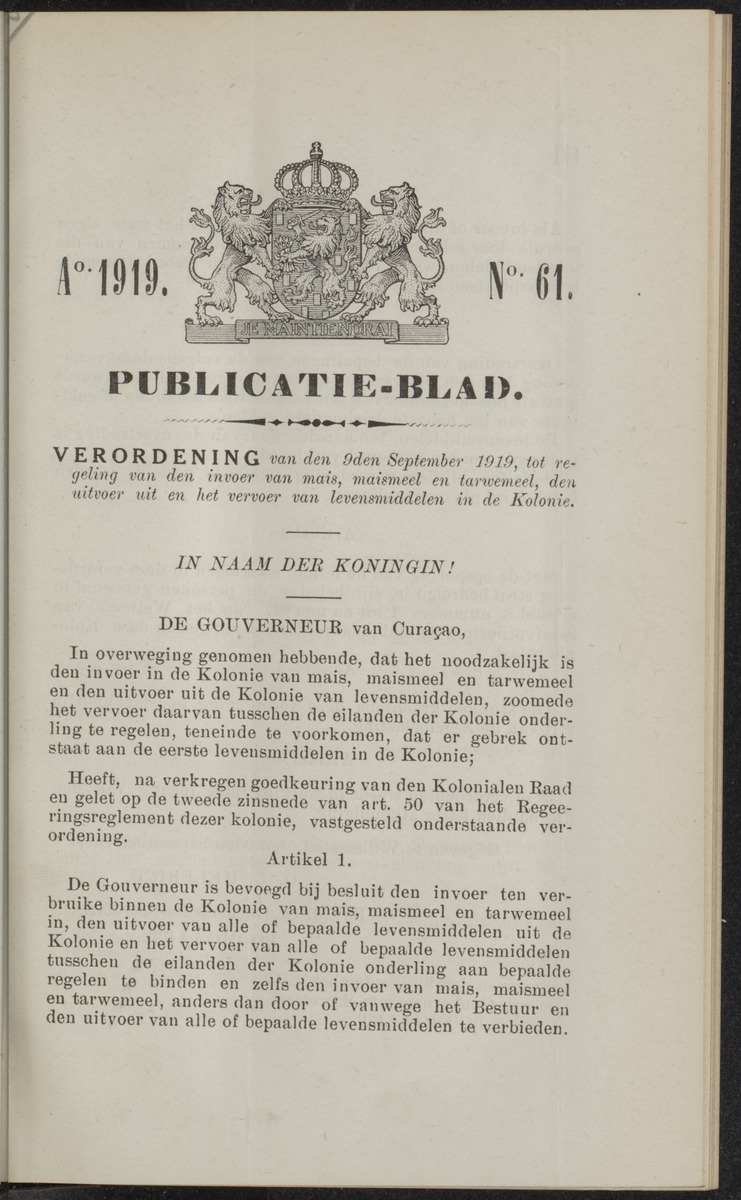 Aº. 1919.
Nº. 61.
JE MAINTIENDRAI
PUBLICATIE-BLAD.
VERORDENING van den 9den September 1919, tot re-
geling van den invoer van mais, maismeel en tarwemeel, den
uitvoer uit en het vervoer van levensmiddelen in de Kolonie.
IN NAAM DER KONINGIN!
DE GOUVERNEUR van Curaçao,
In overweging genomen hebbende, dat het noodzakelijk is
den invoer in de Kolonie van mais, maismeel en tarwemeel
en den uitvoer uit de Kolonie van levensmiddelen, zoomede
het vervoer daarvan tusschen de eilanden der Kolonie onder-
ling te regelen, teneinde te voorkomen, dat er gebrek ont-
staat aan de eerste levensmiddelen in de Kolonie;
Heeft, na verkregen goedkeuring van den Kolonialen Raad
en gelet op de tweede zinsnede van art. 50 van het Regee-
ringsreglement dezer kolonie, vastgesteld onderstaande ver-
ordening.
Artikel 1.
De Gouverneur is bevoegd bij besluit den invoer ten ver-
bruike binnen de Kolonie van mais, maismeel en tarwemeel
in, den uitvoer van alle of bepaalde levensmiddelen uit de
Kolonie en het vervoer van alle of bepaalde levensmiddelen
tusschen de eilanden der Kolonie onderling aan bepaalde
regelen te binden en zelfs den invoer van mais, maismeel
en tarwemeel, anders dan door of vanwege het Bestuur en
den uitvoer van alle of bepaalde levensmiddelen te verbieden.